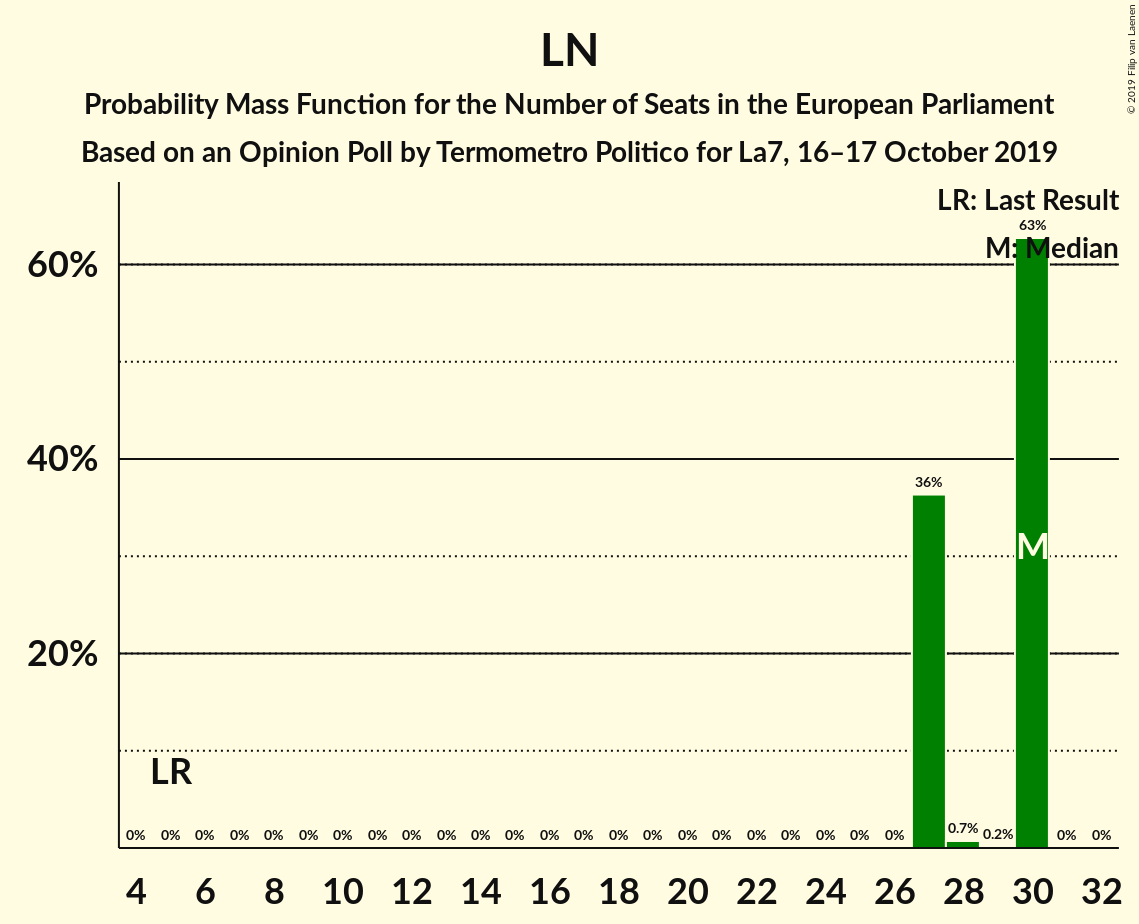 LN
Probability Mass Function for the Number of Seats in the European Parliament
Based on an Opinion Poll by Termometro Politico for La7, 16–17 October 2019
© 2019 Filip van Laenen
LR: Last Result
M: Median
63%
60%
40%
36%
M
20%
LR
0% 0% 0% 0% 0% 0% 0% 0% 0% 0% 0% 0% 0% 0% 0% 0% 0% 0% 0% 0% 0% 0% 0% 0.7% 0.2% 0% 0%
4 6 8 10 12 14 16 18 20 22 24 26 28 30 32